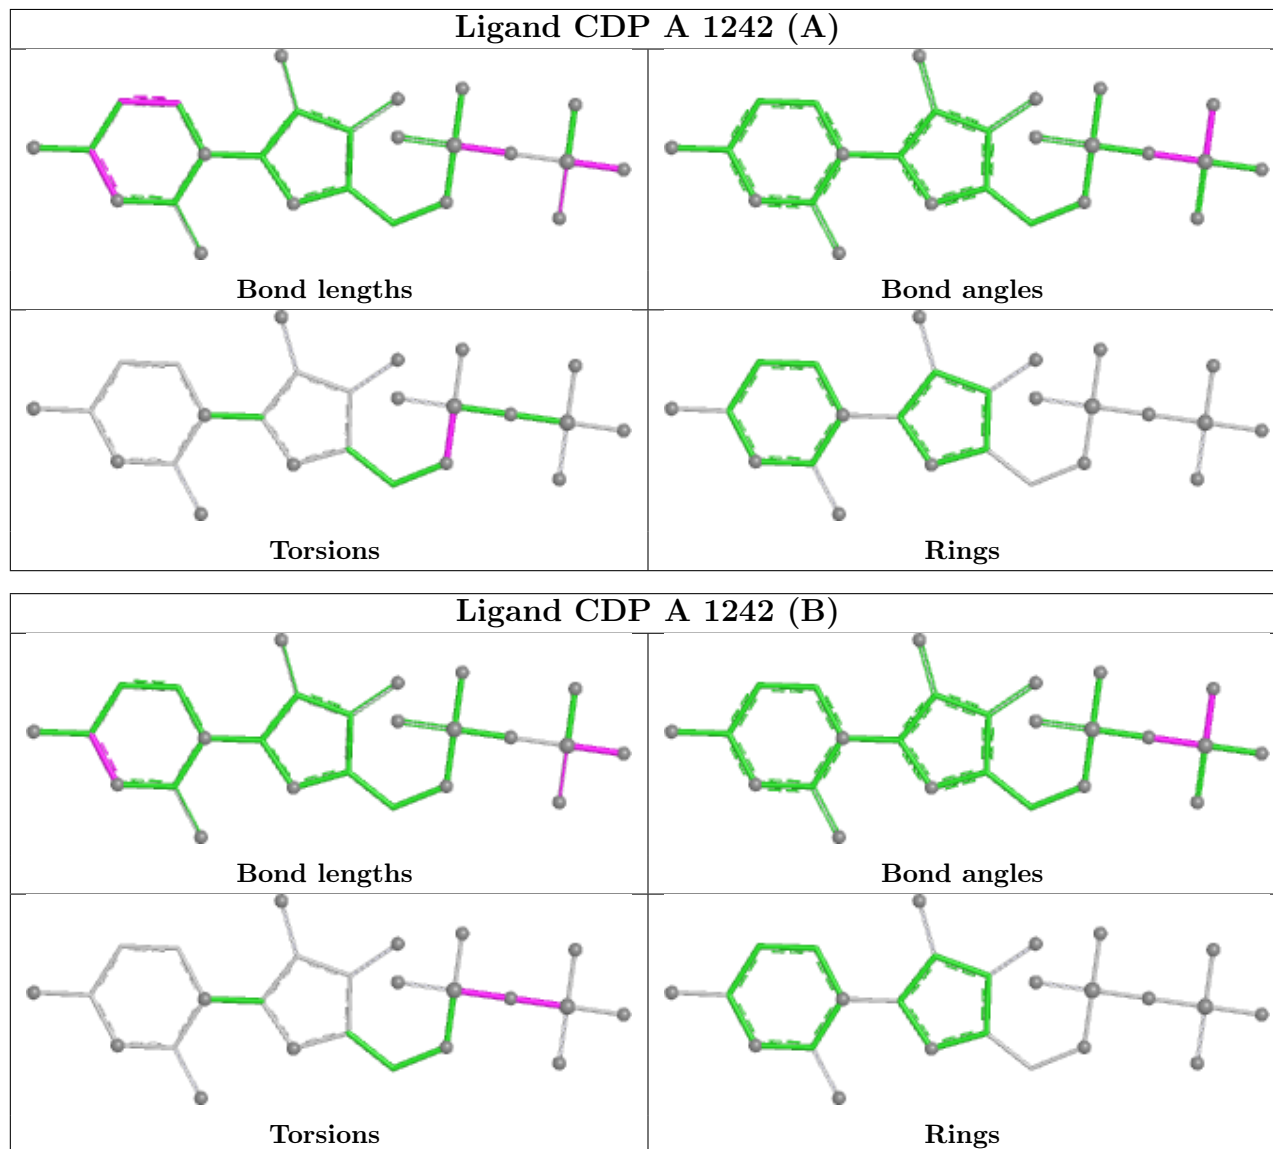 Ligand CDP A 1242 (A)
Bond lengths
Bond angles
Torsions
Rings
Ligand CDP A 1242 (B)
Bond lengths
Bond angles
Torsions
Rings